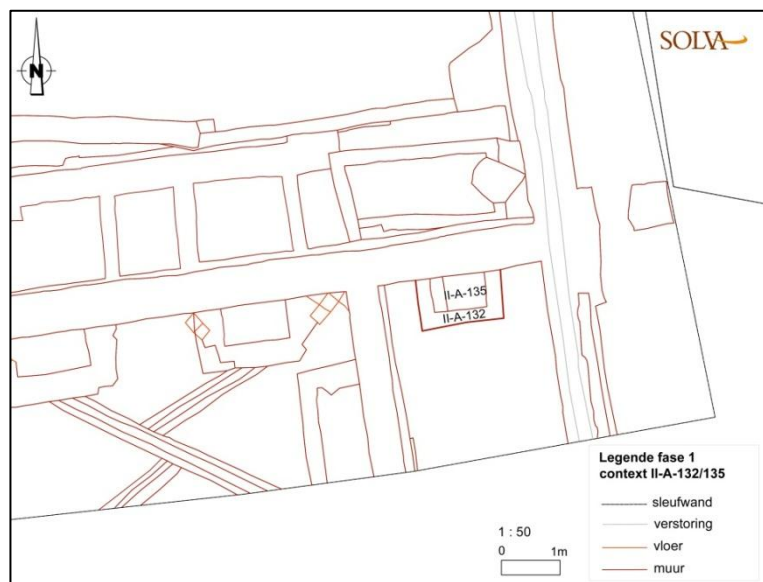 N
SOLVA
II-A-135
II-A-132
Legende fase 1
context II-A-132/135
sleufwand
verstoring
vloer
muur
1 : 50
0 1m